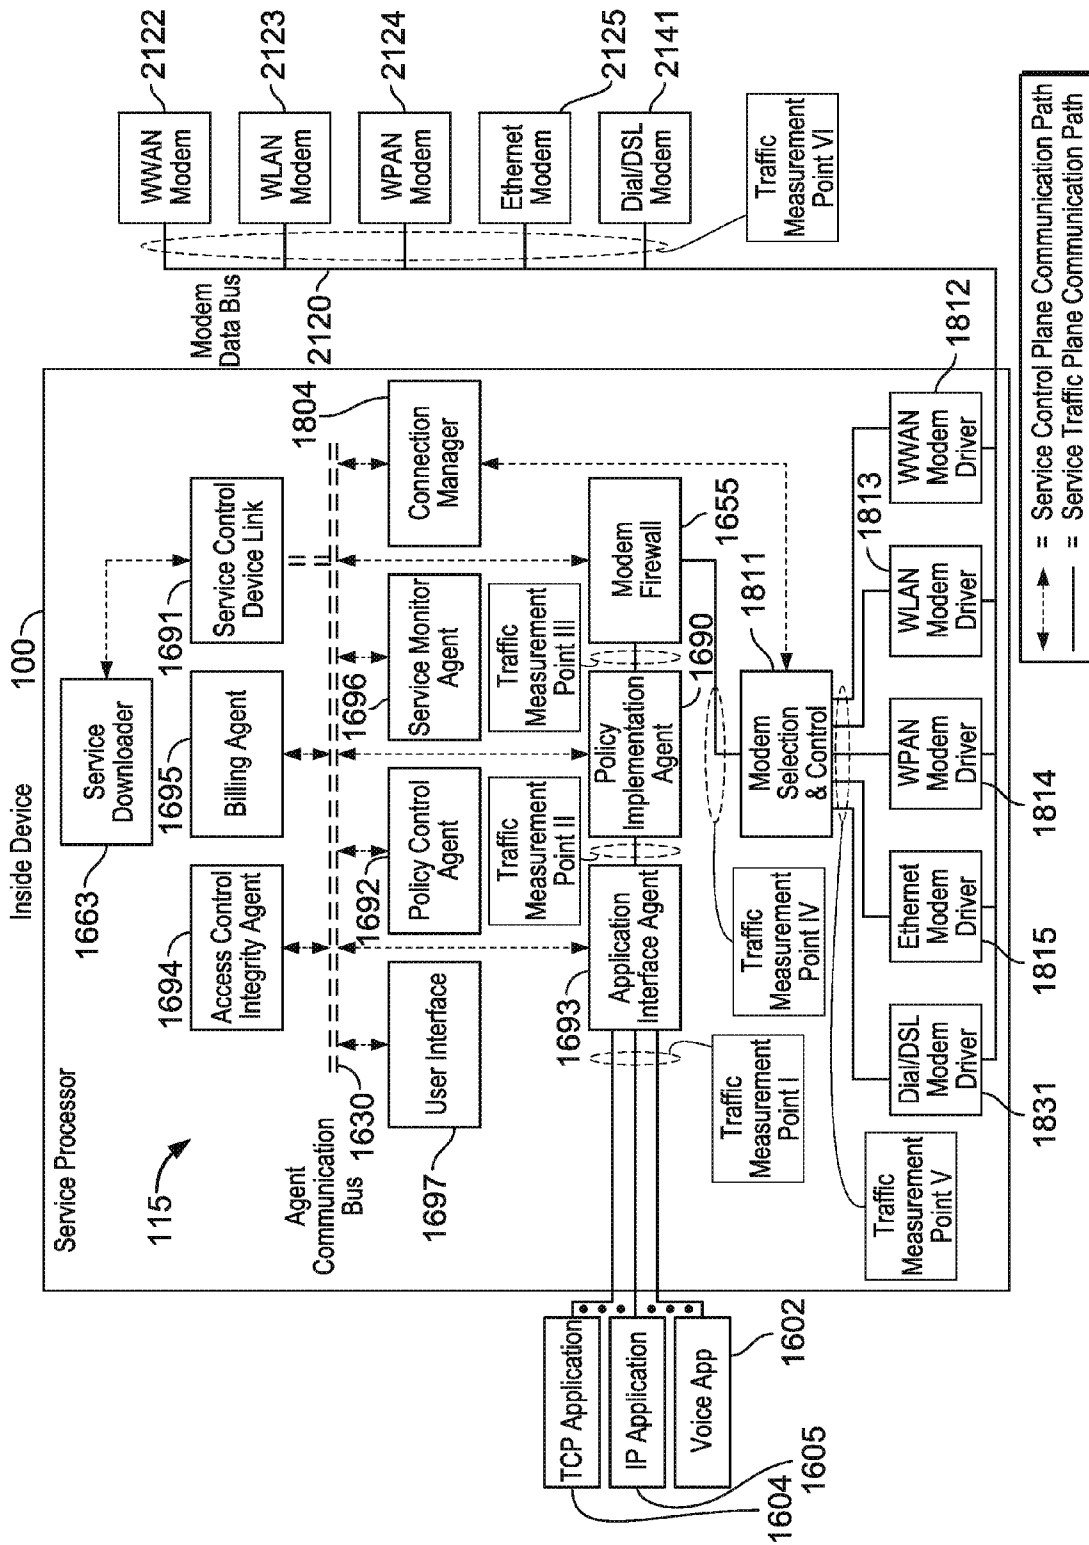 Inside Device
100
Service Processor
115
Service
Downloader
1663
1694
Access Control
Integrity Agent
1695
Billing Agent
1691
Service Control
Device Link
Agent
Communication
Bus
1630
1697
User Interface
1692
Policy Control
Agent
1696
Service Monitor
Agent
1804
Connection
Manager
Traffic
Measurement
Point II
Traffic
Measurement
Point III
1693
Application
Interface Agent
Policy
Implementation
Agent
1690
Modem
Firewall
1655
TCP Application
IP Application
Voice App
1604
1605
1602
Traffic
Measurement
Point I
Traffic
Measurement
Point IV
Modem
Selection
& Control
1811
Traffic
Measurement
Point V
Dial/DSL
Modem
Driver
1831
Ethernet
Modem
Driver
1815
WPAN
Modem
Driver
1814
WLAN
Modem
Driver
1813
WWAN
Modem
Driver
1812
Modem
Data Bus
2120
WWAN
Modem
2122
WLAN
Modem
2123
WPAN
Modem
2124
Ethernet
Modem
2125
Dial/DSL
Modem
2141
Traffic
Measurement
Point VI
= Service Control Plane Communication Path
= Service Traffic Plane Communication Path